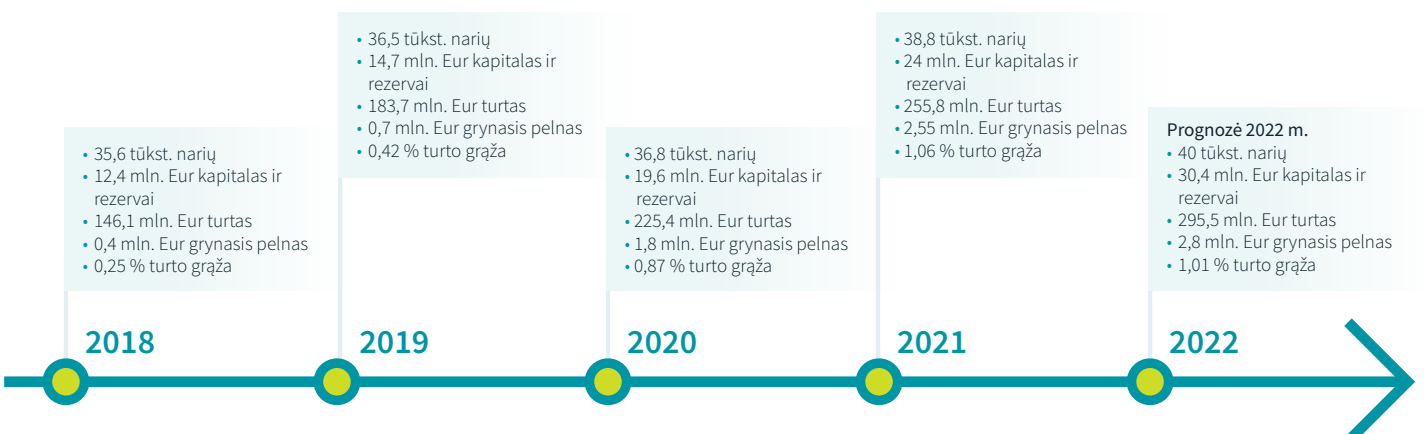 • 35,6 tūkst. narių
• 12,4 mln. Eur kapitalas ir
rezervai
• 146,1 mln. Eur turtas
• 0,4 mln. Eur grynasis pelnas
• 0,25 % turto grąža
2018
• 36,5 tūkst. narių
• 14,7 mln. Eur kapitalas ir
rezervai
• 183,7 mln. Eur turtas
• 0,7 mln. Eur grynasis pelnas
• 0,42 % turto grąža
2019
• 36,8 tūkst. narių
• 19,6 mln. Eur kapitalas ir
rezervai
• 225,4 mln. Eur turtas
• 1,8 mln. Eur grynasis pelnas
• 0,87 % turto grąža
2020
• 38,8 tūkst. narių
• 24 mln. Eur kapitalas ir
rezervai
• 255,8 mln. Eur turtas
• 2,55 mln. Eur grynasis pelnas
• 1,06 % turto grąža
2021
Prognozė 2022 m.
• 40 tūkst. narių
• 30,4 mln. Eur kapitalas ir
rezervai
• 295,5 mln. Eur turtas
• 2,8 mln. Eur grynasis pelnas
• 1,01 % turto grąža
2022